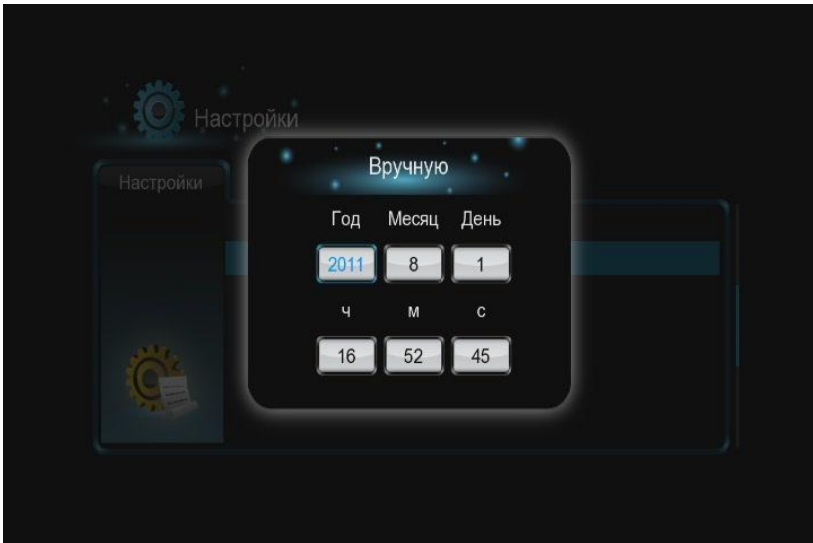 Настройки
Настройки
Вручную
Год Месяц День
2011 8 1
ч м с
16 52 45